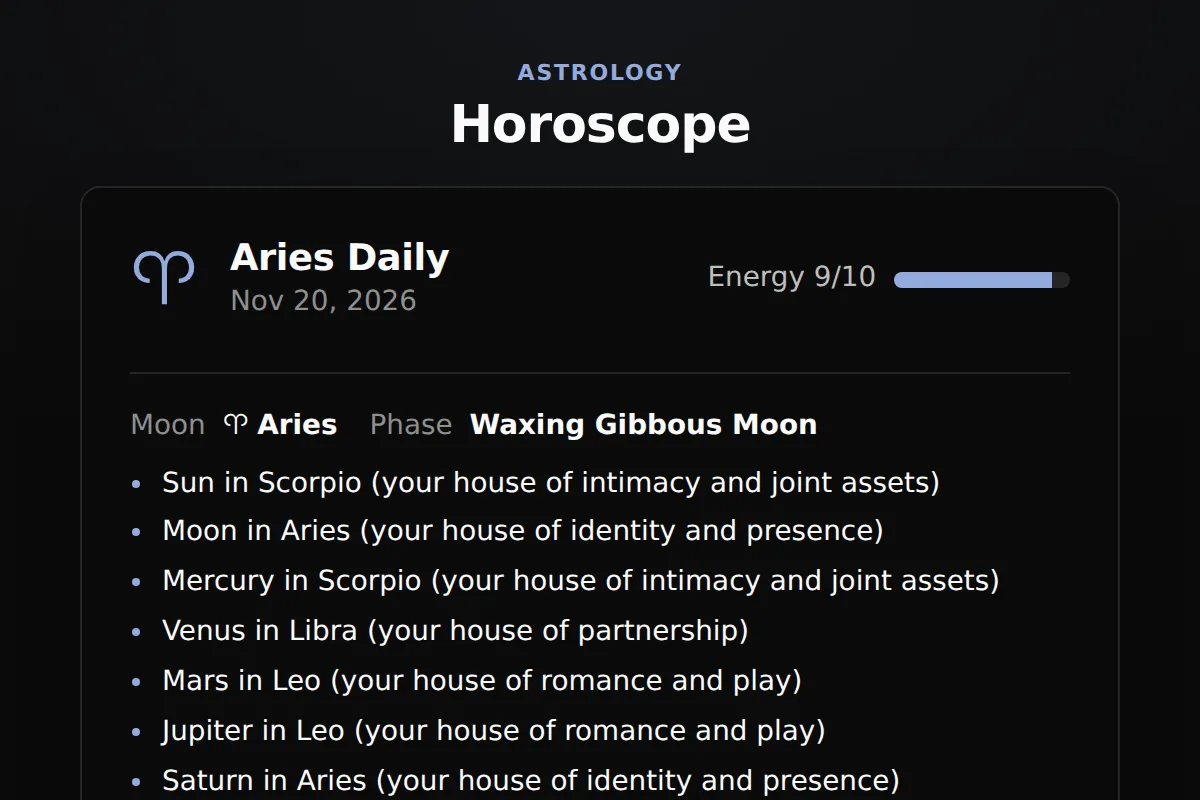 ASTROLOGY
Horoscope
♈ Aries Daily
Nov 20, 2026
Energy 9/10
Moon ♈ Aries Phase Waxing Gibbous Moon
• Sun in Scorpio (your house of intimacy and joint assets)
• Moon in Aries (your house of identity and presence)
• Mercury in Scorpio (your house of intimacy and joint assets)
• Venus in Libra (your house of partnership)
• Mars in Leo (your house of romance and play)
• Jupiter in Leo (your house of romance and play)
• Saturn in Aries (your house of identity and presence)